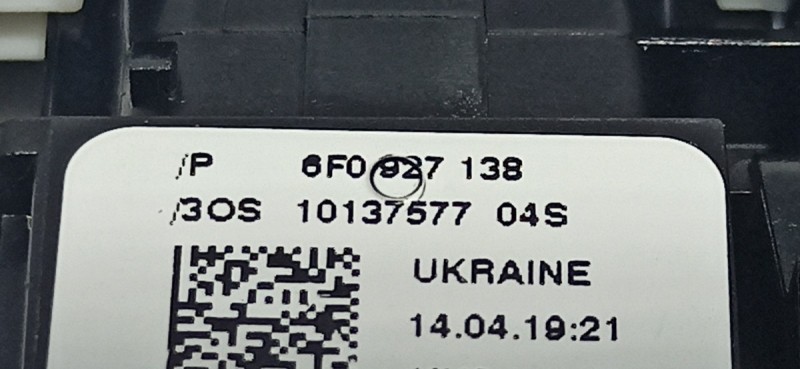 /P 6F0 927 138
/3OS 10137577 04S
UKRAINE
14.04.19:21